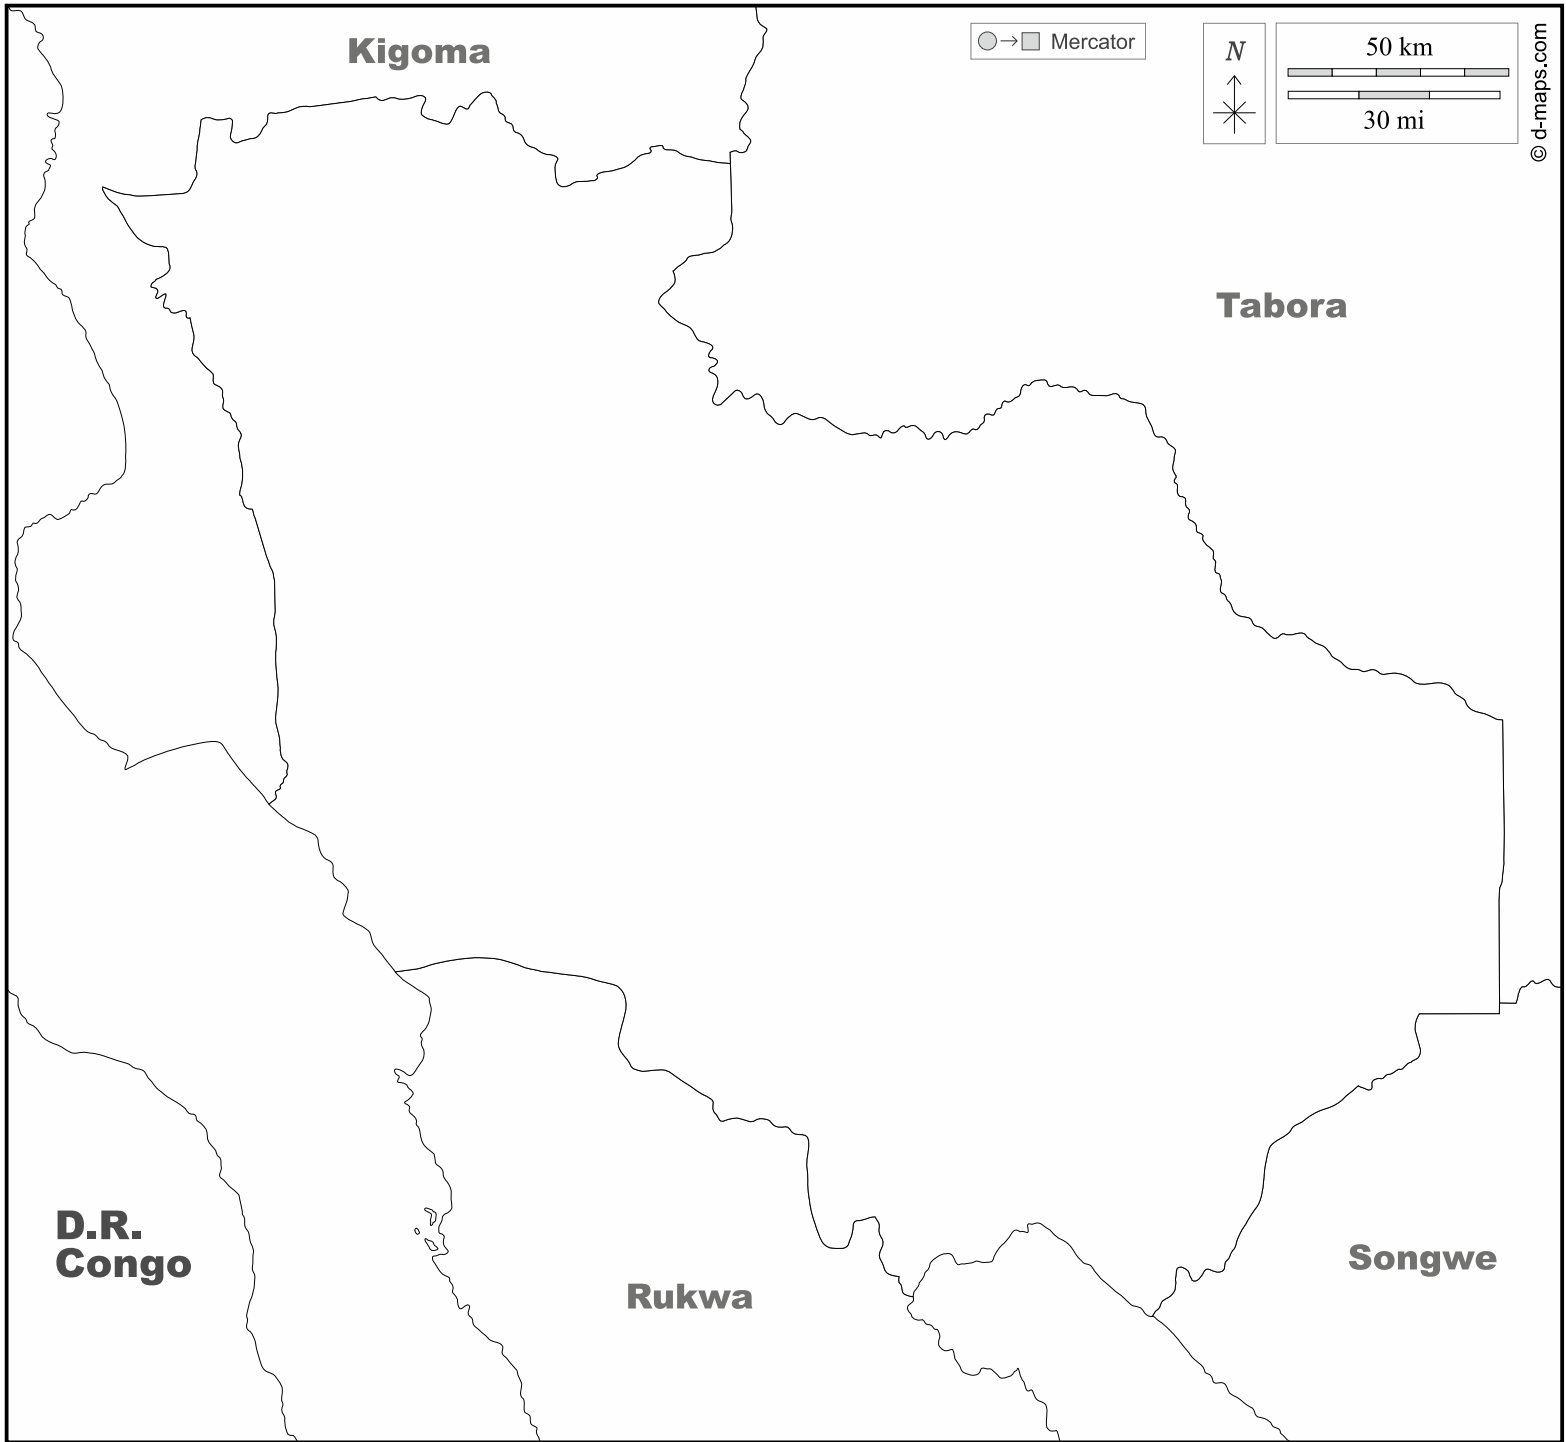 Kigoma
Mercator
N
50 km
30 mi
© d-maps.com
Tabora
D.R.
Congo
Rukwa
Songwe